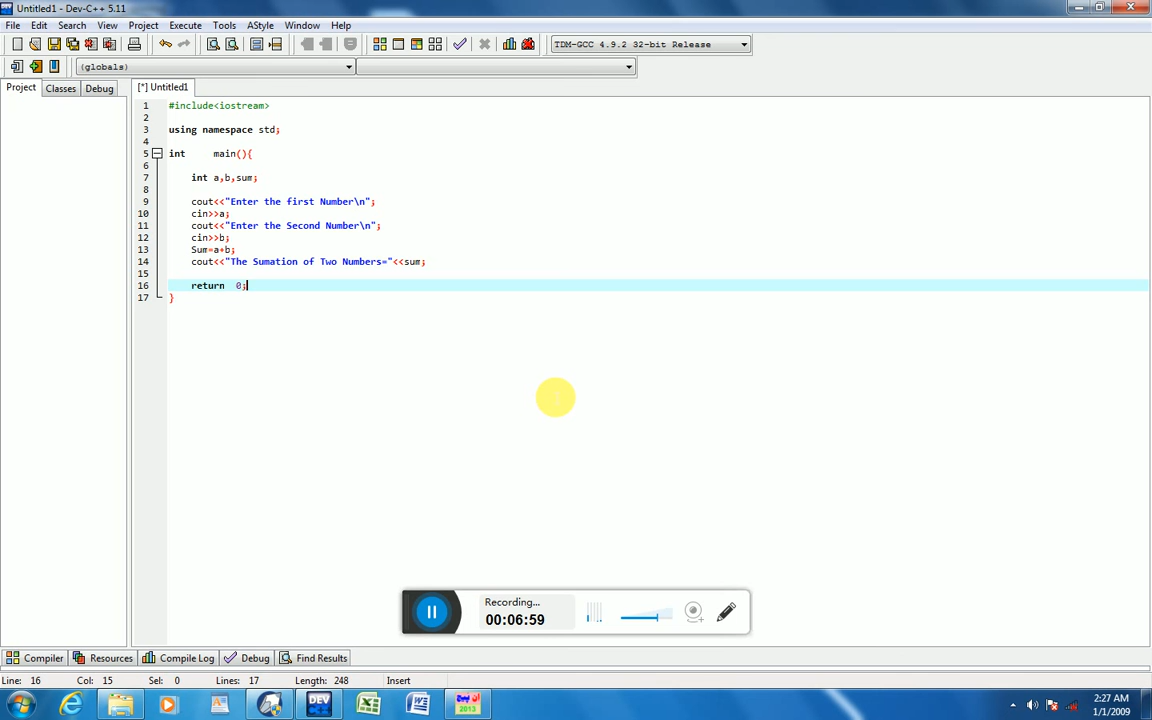 Untitled1 - Dev-C++ 5.11
File Edit Search View Project Execute Tools AStyle Window Help
TDM-GCC 4.9.2 32-bit Release
(globals)
Project Classes Debug [*] Untitled1
1 #include<iostream>
2
3 using namespace std;
4
5 int main(){
6
7 int a,b,sum;
8
9 cout<<"Enter the first Number\n";
10 cin>>a;
11 cout<<"Enter the Second Number\n";
12 cin>>b;
13 Sum=a+b;
14 cout<<"The Sumation of Two Numbers="<<sum;
15
16 return 0;
17 }
Recording...
00:06:59
Compiler Resources Compile Log Debug Find Results
Line: 16 Col: 15 Sel: 0 Lines: 17 Length: 248 Insert
DEV
2013
2:27 AM
1/1/2009